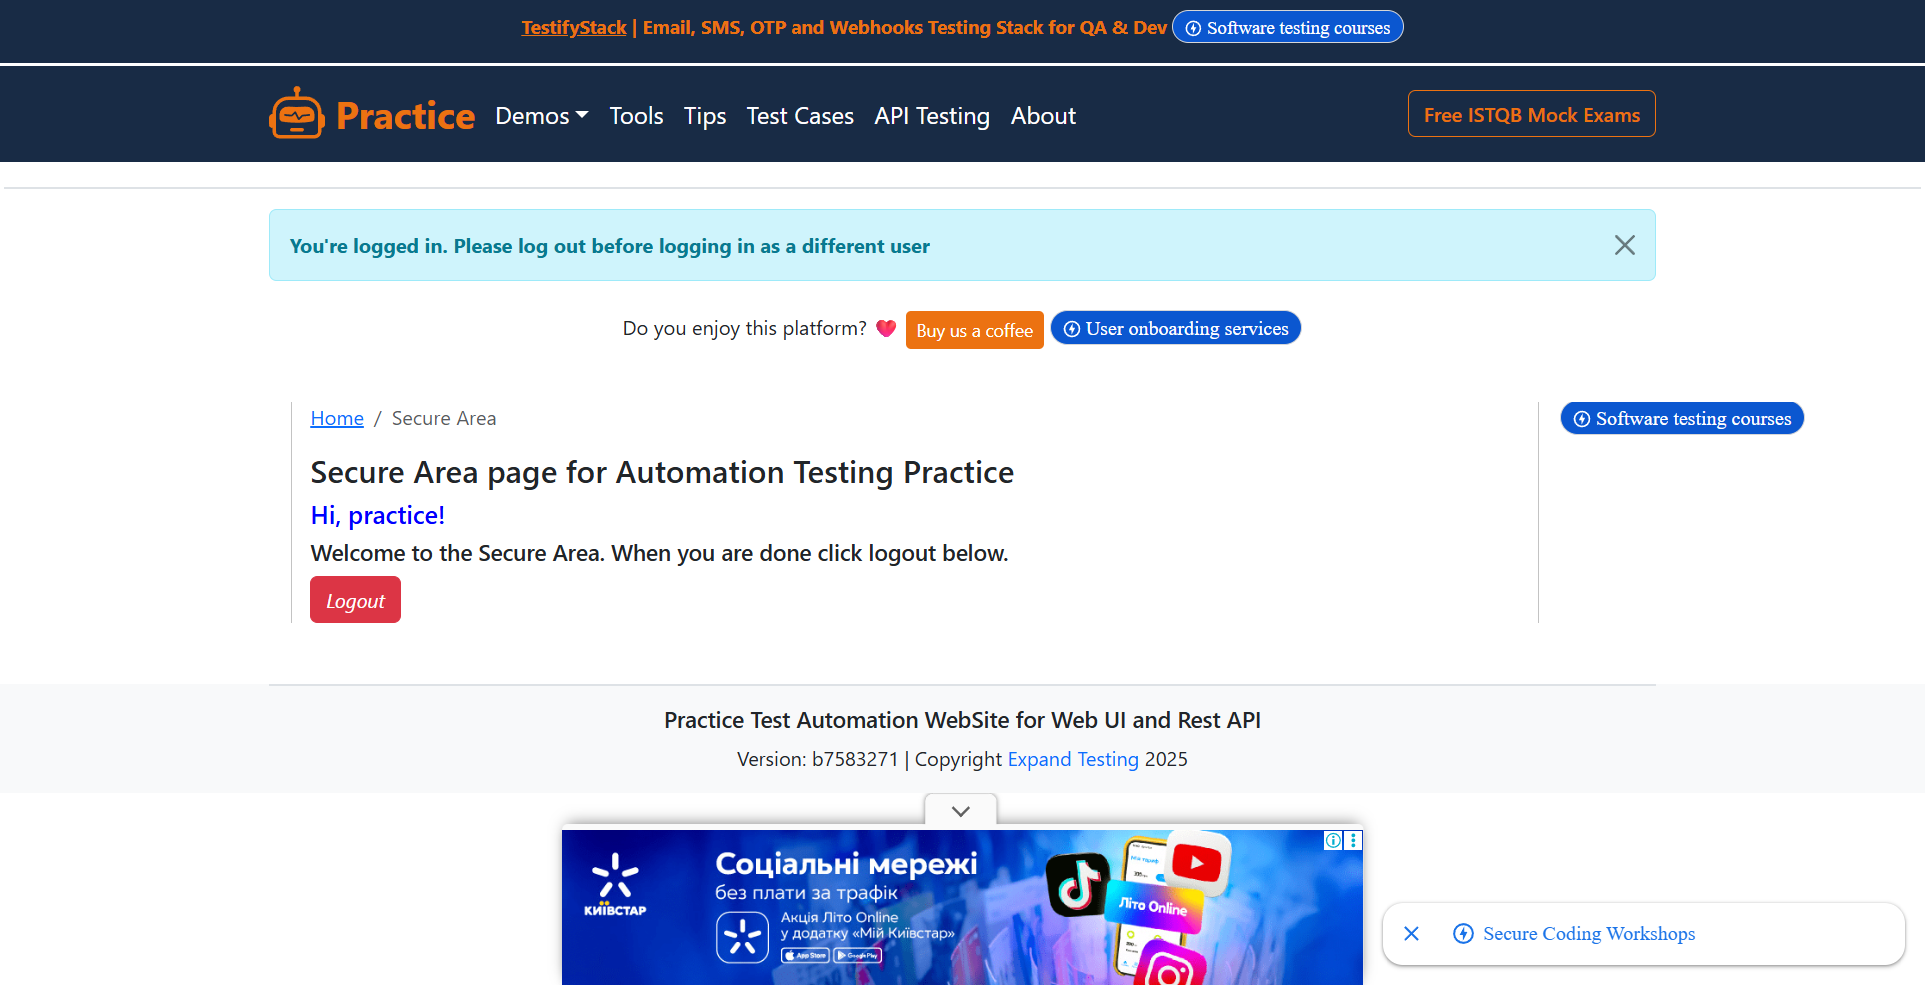 TestifyStack | Email, SMS, OTP and Webhooks Testing Stack for QA & Dev Software testing courses
Practice Demos Tools Tips Test Cases API Testing About Free ISTQB Mock Exams
You're logged in. Please log out before logging in as a different user
Do you enjoy this platform? Buy us a coffee User onboarding services
Home / Secure Area
Software testing courses
Secure Area page for Automation Testing Practice
Hi, practice!
Welcome to the Secure Area. When you are done click logout below.
Logout
Practice Test Automation WebSite for Web UI and Rest API
Version: b7583271 | Copyright Expand Testing 2025
КИЇВСТАР
Соціальні мережі
без плати за трафік
Акція Літо Online
у додатку «Мій Київстар»
App Store Google Play
Літо Online
Secure Coding Workshops